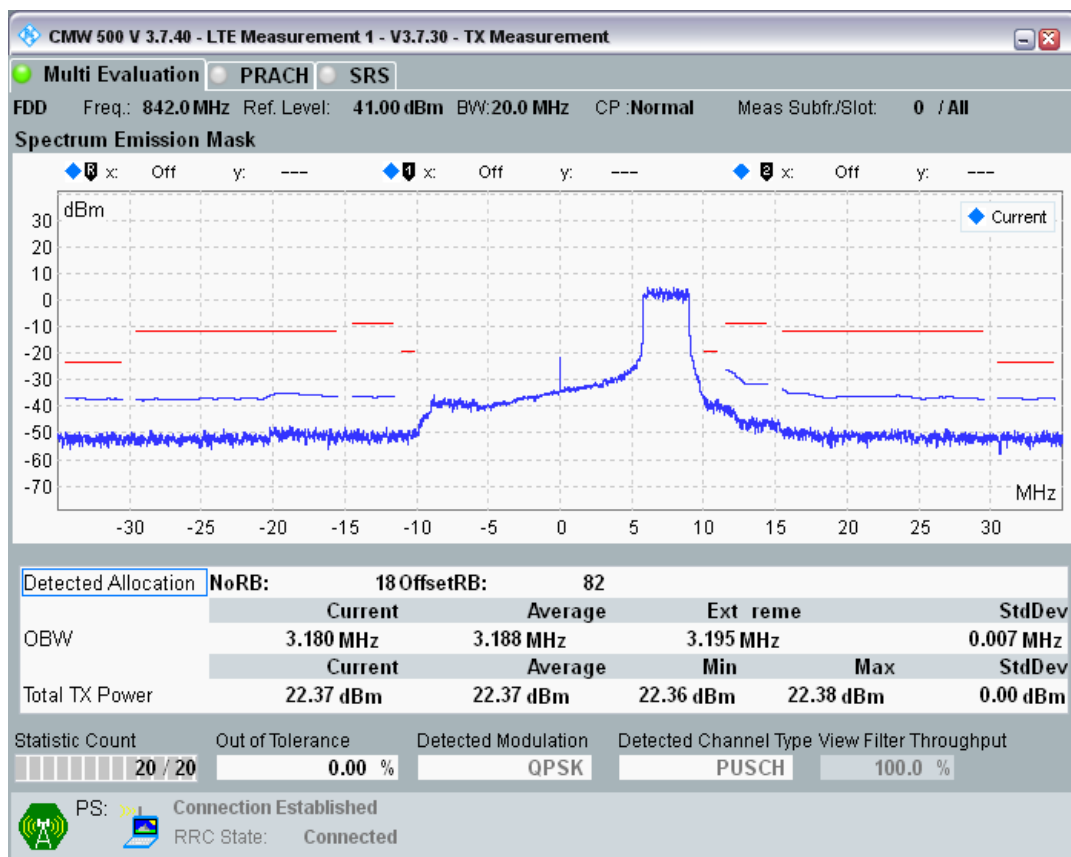 CMW 500 V 3.7.40 - LTE Measurement 1 - V3.7.30 - TX Measurement
Multi Evaluation PRACH SRS
FDD Freq.: 842.0 MHz Ref. Level: 41.00 dBm BW:20.0 MHz CP :Normal Meas Subfr./Slot: 0 / All
Spectrum Emission Mask
R x: Off y: --- 1 x: Off y: --- 2 x: Off y: ---
dBm
Current
30
20
10
0
-10
-20
-30
-40
-50
-60
-70
MHz
-30 -25 -20 -15 -10 -5 0 5 10 15 20 25 30
Detected Allocation NoRB: 18 OffsetRB: 82
Current Average Ext reme StdDev
OBW 3.180 MHz 3.188 MHz 3.195 MHz 0.007 MHz
Current Average Min Max StdDev
Total TX Power 22.37 dBm 22.37 dBm 22.36 dBm 22.38 dBm 0.00 dBm
Statistic Count Out of Tolerance Detected Modulation Detected Channel Type View Filter Throughput
20 / 20 0.00 % QPSK PUSCH 100.0 %
PS: Connection Established
RRC State: Connected